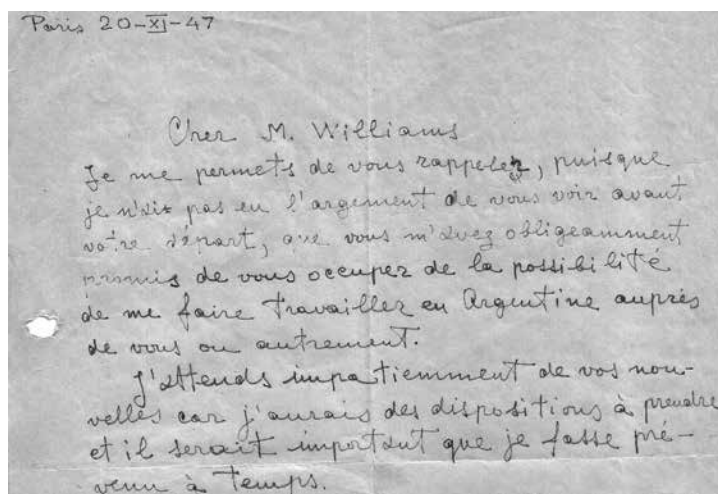 Paris 20-XI-47
Cher M. Williams
Je me permets de vous rappeler, puisque
je n'ais pas eu l'argement de vous voir avant
votre départ, que vous m'avez obligeamment
promis de vous occuper de la possibilité
de me faire travailler en Argentine auprès
de vous ou autrement.
J'attends impatiemment de vos nou-
velles car j'aurais des dispositions à prendre
et il serait important que je fasse pré-
venu à temps.